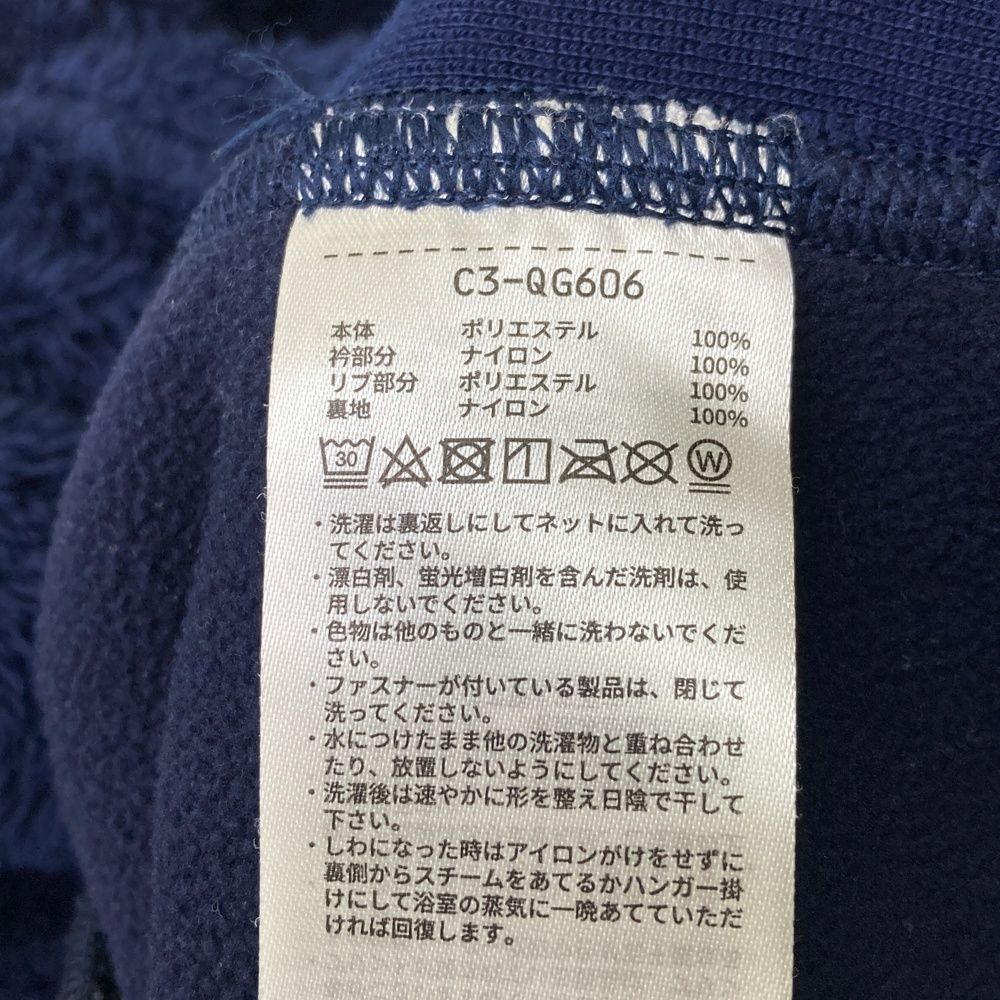 C3-QG606
本体 ポリエステル 100%
衿部分 ナイロン 100%
リブ部分 ポリエステル 100%
裏地 ナイロン 100%
30 W
・洗濯は裏返しにしてネットに入れて洗っ
てください。
・漂白剤、蛍光増白剤を含んだ洗剤は、使
用しないでください。
・色物は他のものと一緒に洗わないでくだ
さい。
・ファスナーが付いている製品は、閉じて
洗ってください。
・水につけたまま他の洗濯物と重ね合わせ
たり、放置しないようにしてください。
・洗濯後は速やかに形を整え日陰で干して
下さい。
・しわになった時はアイロンがけをせずに
裏側からスチームをあてるかハンガー掛
けにして浴室の蒸気に一晩あてていただ
ければ回復します。